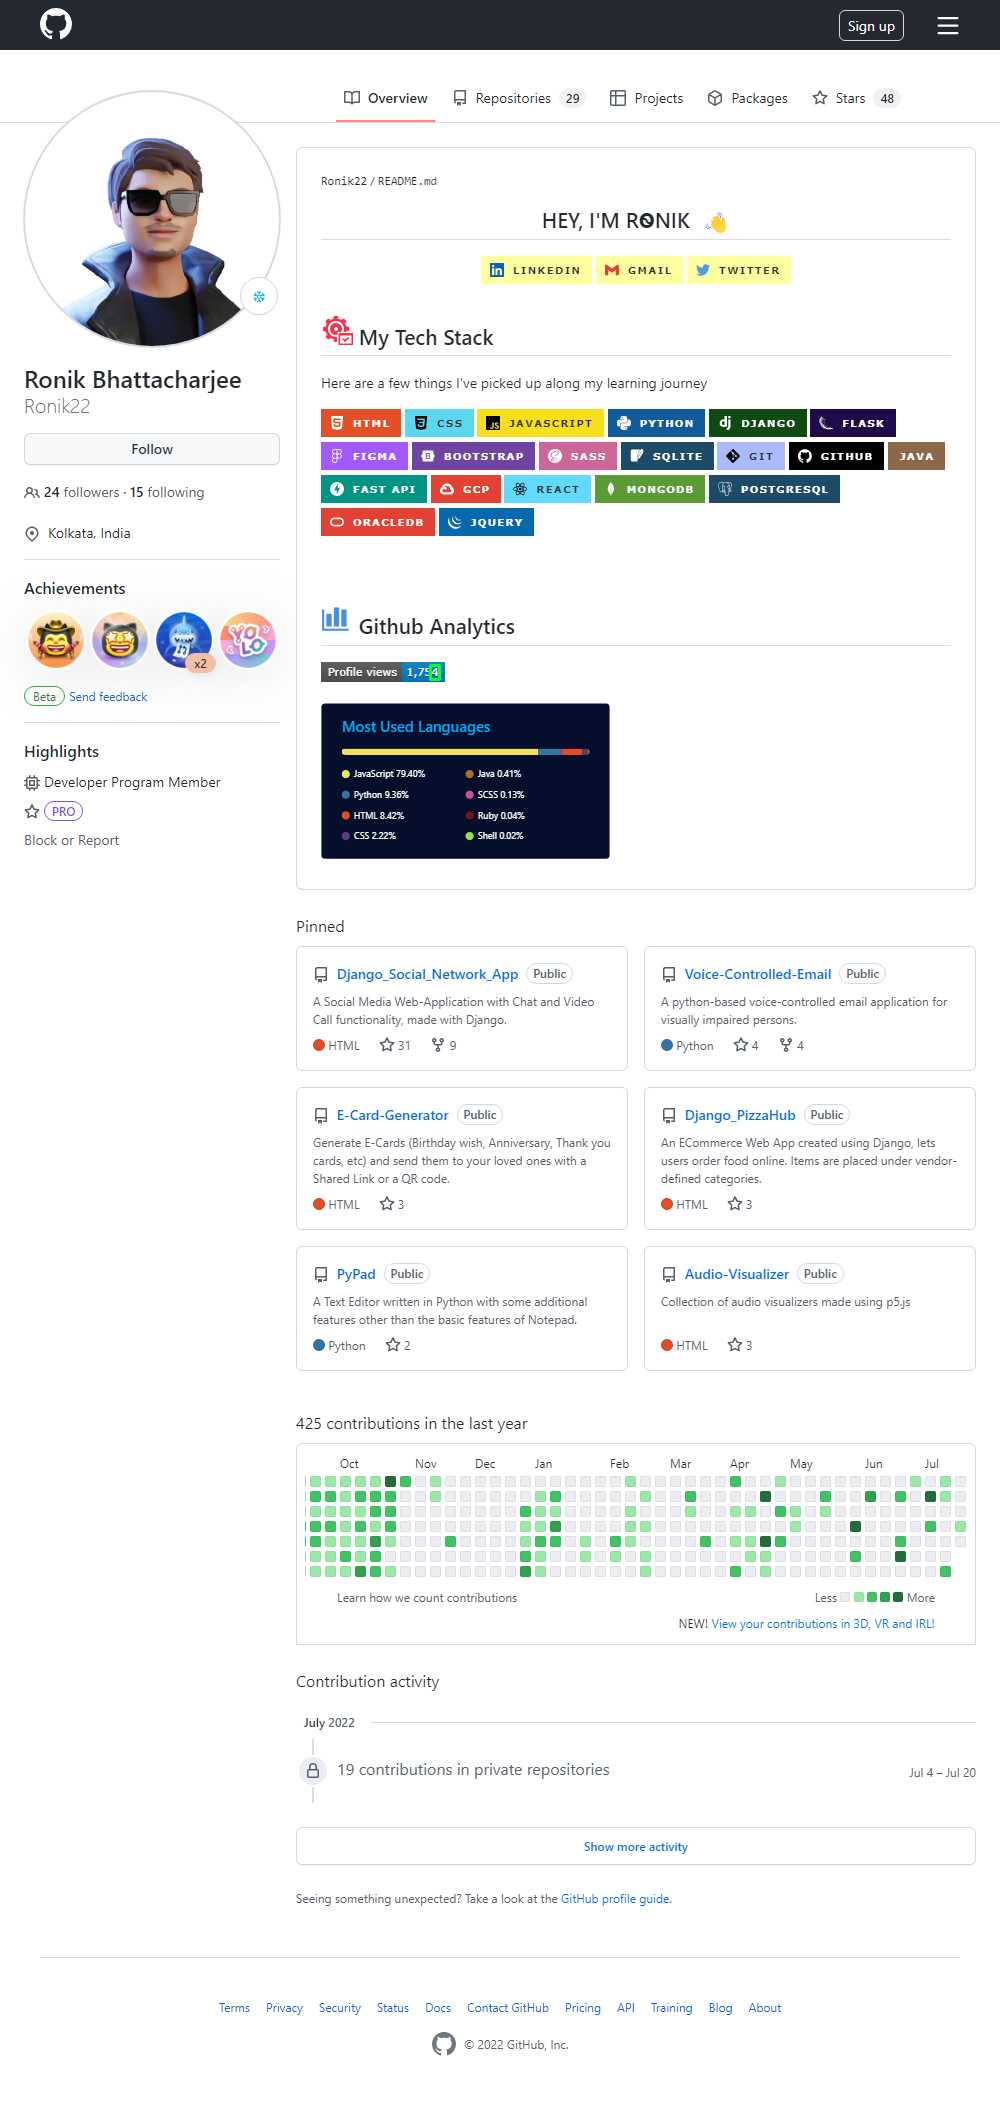 Sign up
Overview Repositories 29 Projects Packages Stars 48
Ronik22 / README.md
HEY, I'M RONIK
LINKEDIN GMAIL TWITTER
My Tech Stack
Here are a few things I've picked up along my learning journey
HTML CSS JAVASCRIPT PYTHON DJANGO FLASK
FIGMA BOOTSTRAP SASS SQLITE GIT GITHUB JAVA
FAST API GCP REACT MONGODB POSTGRESQL
ORACLEDB JQUERY
Github Analytics
Profile views 1,754
Most Used Languages
JavaScript 79.40% Java 0.41%
Python 9.36% SCSS 0.13%
HTML 8.42% Ruby 0.04%
CSS 2.22% Shell 0.02%
Ronik Bhattacharjee
Ronik22
Follow
24 followers · 15 following
Kolkata, India
Achievements
YOLO
x2
Beta Send feedback
Highlights
Developer Program Member
PRO
Block or Report
Pinned
Django_Social_Network_App Public
A Social Media Web-Application with Chat and Video
Call functionality, made with Django.
HTML 31 9
Voice-Controlled-Email Public
A python-based voice-controlled email application for
visually impaired persons.
Python 4 4
E-Card-Generator Public
Generate E-Cards (Birthday wish, Anniversary, Thank you
cards, etc) and send them to your loved ones with a
Shared Link or a QR code.
HTML 3
Django_PizzaHub Public
An ECommerce Web App created using Django, lets
users order food online. Items are placed under vendor-
defined categories.
HTML 3
PyPad Public
A Text Editor written in Python with some additional
features other than the basic features of Notepad.
Python 2
Audio-Visualizer Public
Collection of audio visualizers made using p5.js
HTML 3
425 contributions in the last year
Oct Nov Dec Jan Feb Mar Apr May Jun Jul
Learn how we count contributions Less More
NEW! View your contributions in 3D, VR and IRL!
Contribution activity
July 2022
19 contributions in private repositories Jul 4 – Jul 20
Show more activity
Seeing something unexpected? Take a look at the GitHub profile guide.
Terms Privacy Security Status Docs Contact GitHub Pricing API Training Blog About
© 2022 GitHub, Inc.